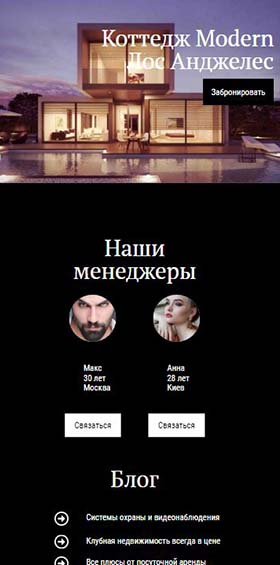 Коттедж Modern
Лос Анджелес
Забронировать
Наши
менеджеры
Макс
30 лет
Москва
Анна
28 лет
Киев
Связаться
Связаться
Блог
Системы охраны и видеонаблюдения
Клубная недвижимость всегда в цене
Все плюсы от посуточной аренды